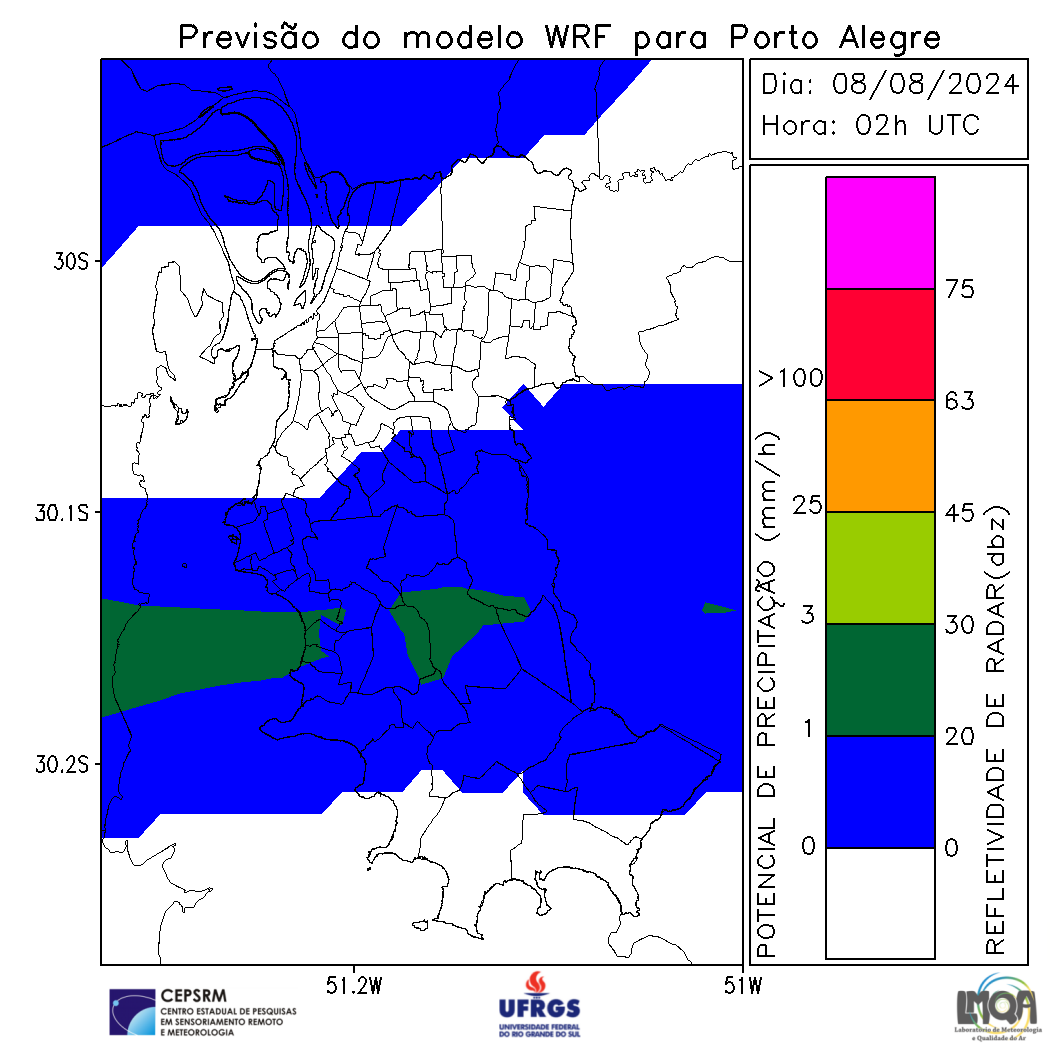 Previsão do modelo WRF para Porto Alegre
Dia: 08/08/2024
Hora: 02h UTC
30S
30.1S
30.2S
51.2W
51W
POTENCIAL DE PRECIPITAÇÃO (mm/h)
>100
25
3
1
0
75
63
45
30
20
0
REFLETIVIDADE DE RADAR(dbz)
CEPSRM
CENTRO ESTADUAL DE PESQUISAS
EM SENSORIAMENTO REMOTO
E METEOROLOGIA
UFRGS
UNIVERSIDADE FEDERAL
DO RIO GRANDE DO SUL
LMQA
Laboratório de Meteorologia
e Qualidade do Ar